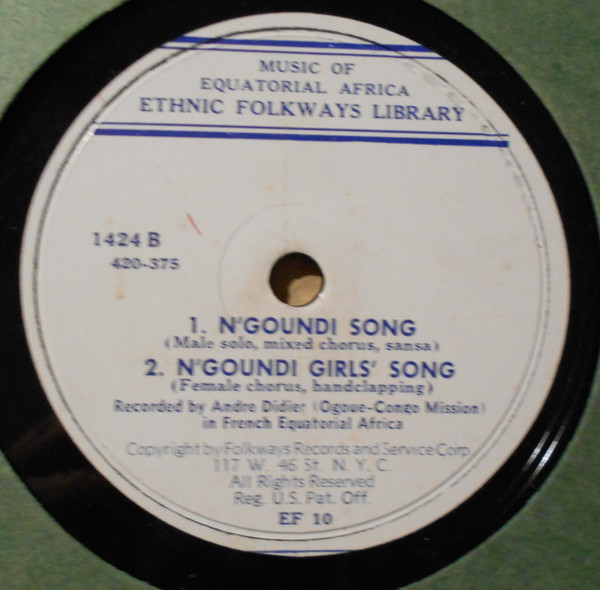 MUSIC OF
EQUATORIAL AFRICA
ETHNIC FOLKWAYS LIBRARY
1424 B
420-375
1. N'GOUNDI SONG
(Male solo, mixed chorus, sansa)
2. N'GOUNDI GIRLS' SONG
(Female chorus, handclapping)
Recorded by Andre Didier (Ogoue-Congo Mission)
in French Equatorial Africa
Copyright by Folkways Records and Service Corp
117 W. 46 St. N. Y. C.
All Rights Reserved
Reg. U.S. Pat. Off.
EF 10